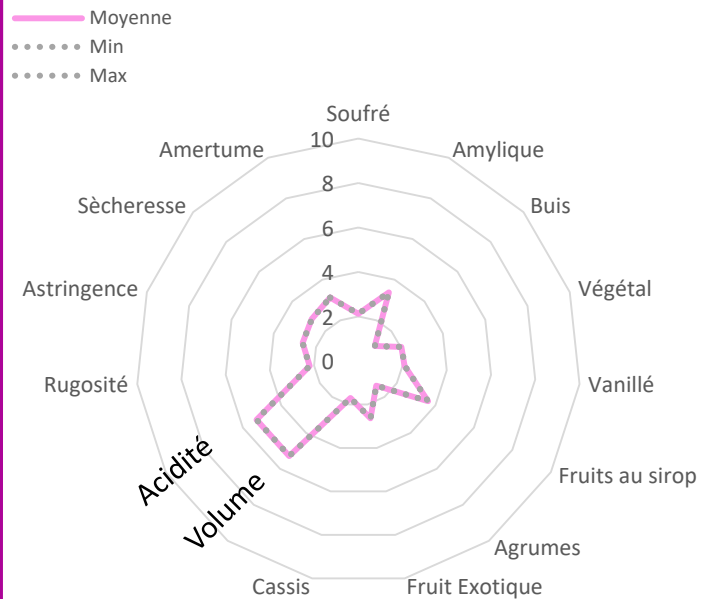 Moyenne
Min
Max
Soufré
Amylique
Buis
Végétal
Vanillé
Fruits au sirop
Agrumes
Fruit Exotique
Cassis
Volume
Acidité
Rugosité
Astringence
Sècheresse
Amertume
10
8
6
4
2
0